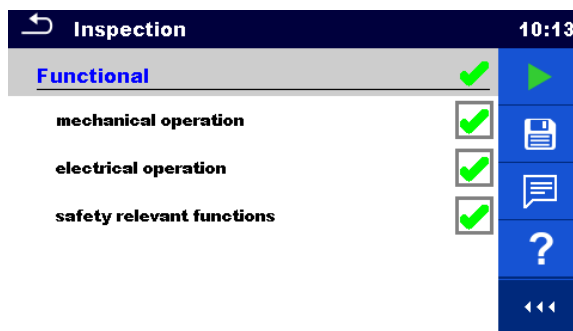 Inspection 10:13
Functional
mechanical operation
electrical operation
safety relevant functions
?